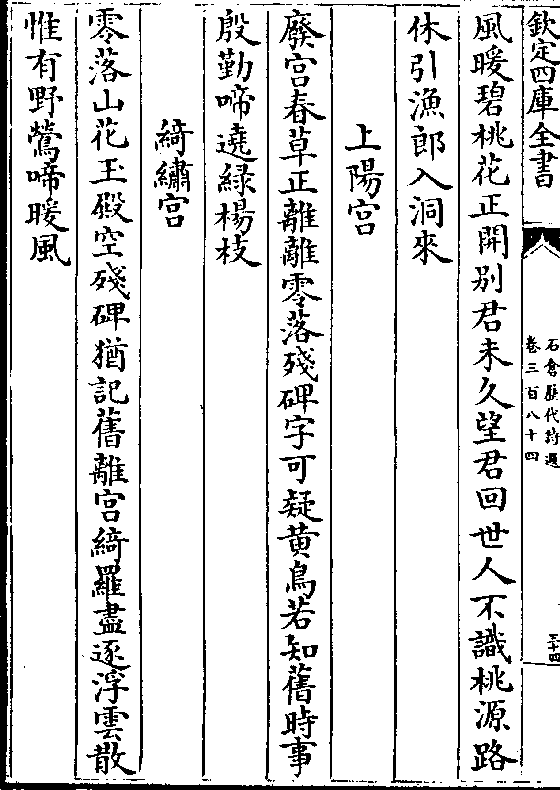 欽定四庫全書
石倉歷代詩選
卷三百八十四
三十四
風暖碧桃花正開别君未久望君回世人不識桃源路
休引漁郎入洞來
上陽宫
廢宫春草正離離零落殘碑字可疑黄鳥若知舊時事
殷勤啼遶緑楊枝
綺繡宫
零落山花玉殿空殘碑猶記舊離宫綺羅盡逐浮雲散
惟有野鶯啼暖風